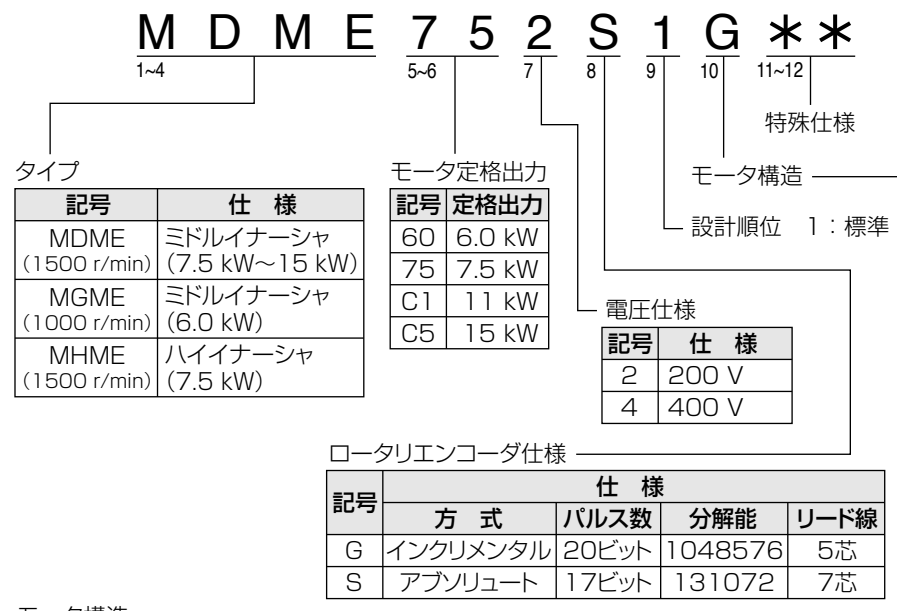 MDME752S1G**
1~4 5~6 7 8 9 10 11~12
特殊仕様
モータ構造
設計順位 1：標準
タイプ
記号 仕様
MDME ミドルイナーシャ
(1500 r/min) (7.5 kW～15 kW)
MGME ミドルイナーシャ
(1000 r/min) (6.0 kW)
MHME ハイイナーシャ
(1500 r/min) (7.5 kW)
モータ定格出力
記号 定格出力
60 6.0 kW
75 7.5 kW
C1 11 kW
C5 15 kW
電圧仕様
記号 仕様
2 200 V
4 400 V
ロータリエンコーダ仕様
記号 仕様
方式 パルス数 分解能 リード線
G インクリメンタル 20ビット 1048576 5芯
S アブソリュート 17ビット 131072 7芯